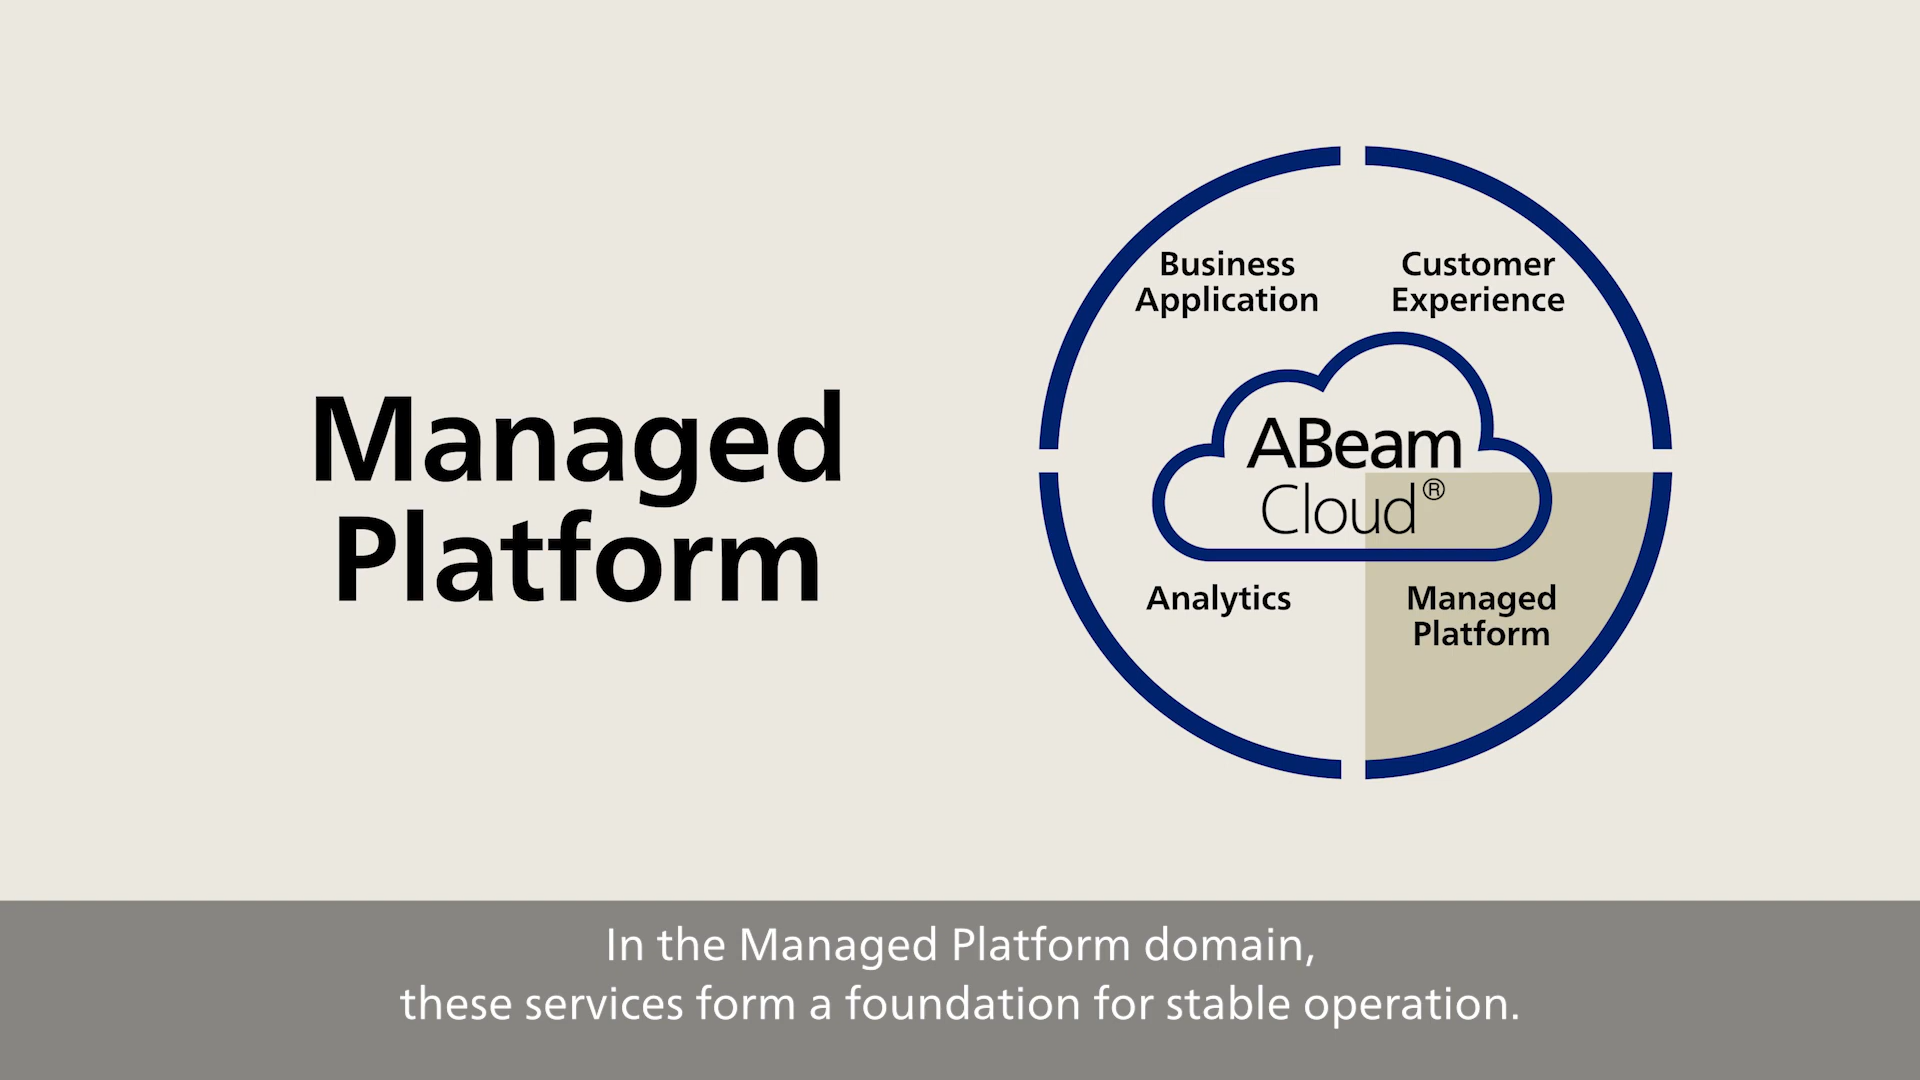 Managed
Platform
Business
Application
Customer
Experience
ABeam
Cloud®
Analytics
Managed
Platform
In the Managed Platform domain,
these services form a foundation for stable operation.